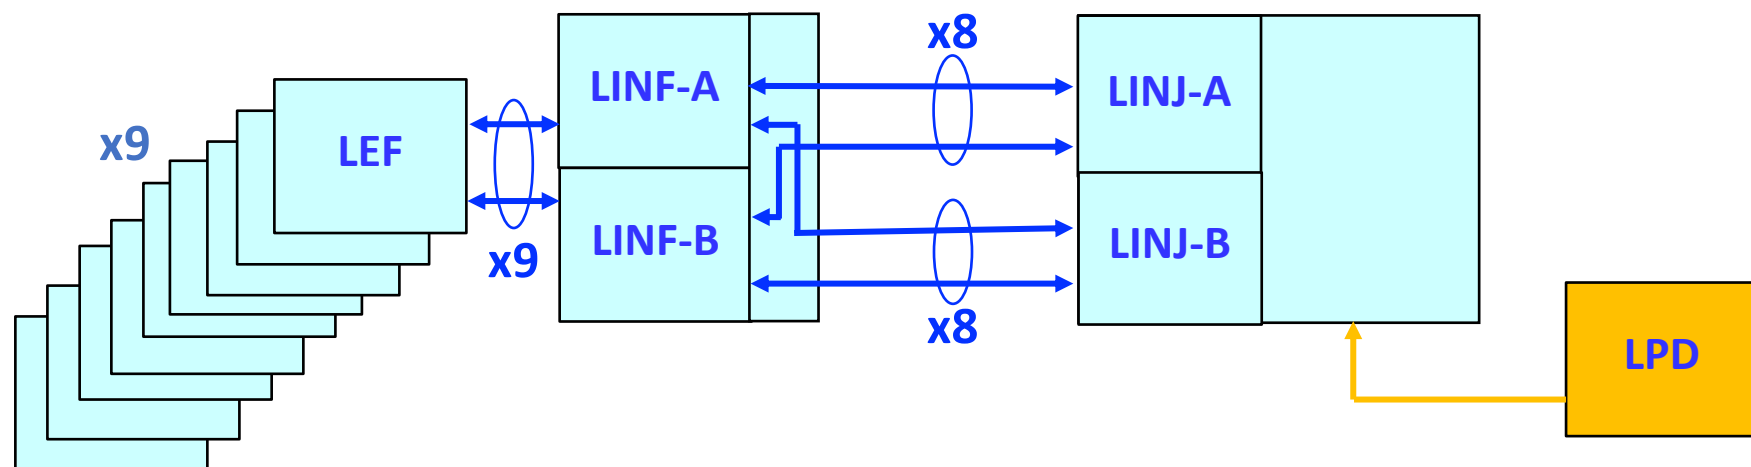 x9
LEF
x9
LINF-A
LINF-B
x8
x8
LINJ-A
LINJ-B
LPD